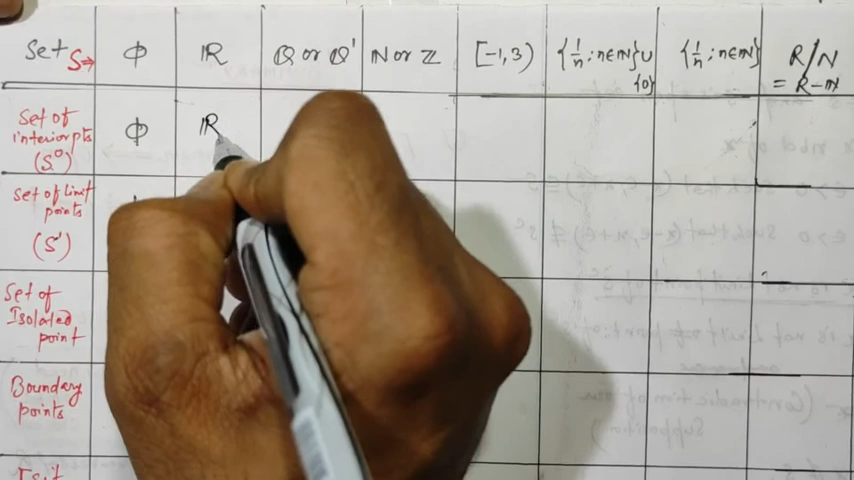 Set S→ ϕ ℝ Q or Q' N or ℤ [-1,3) {1/n ; n∈ℕ}∪{0} {1/n ; n∈ℕ} R/N = R-ℕ
Set of
interior pts
(S⁰)
ϕ ℝ
Set of limit
points
(S')
Set of
Isolated
point
Boundary
points